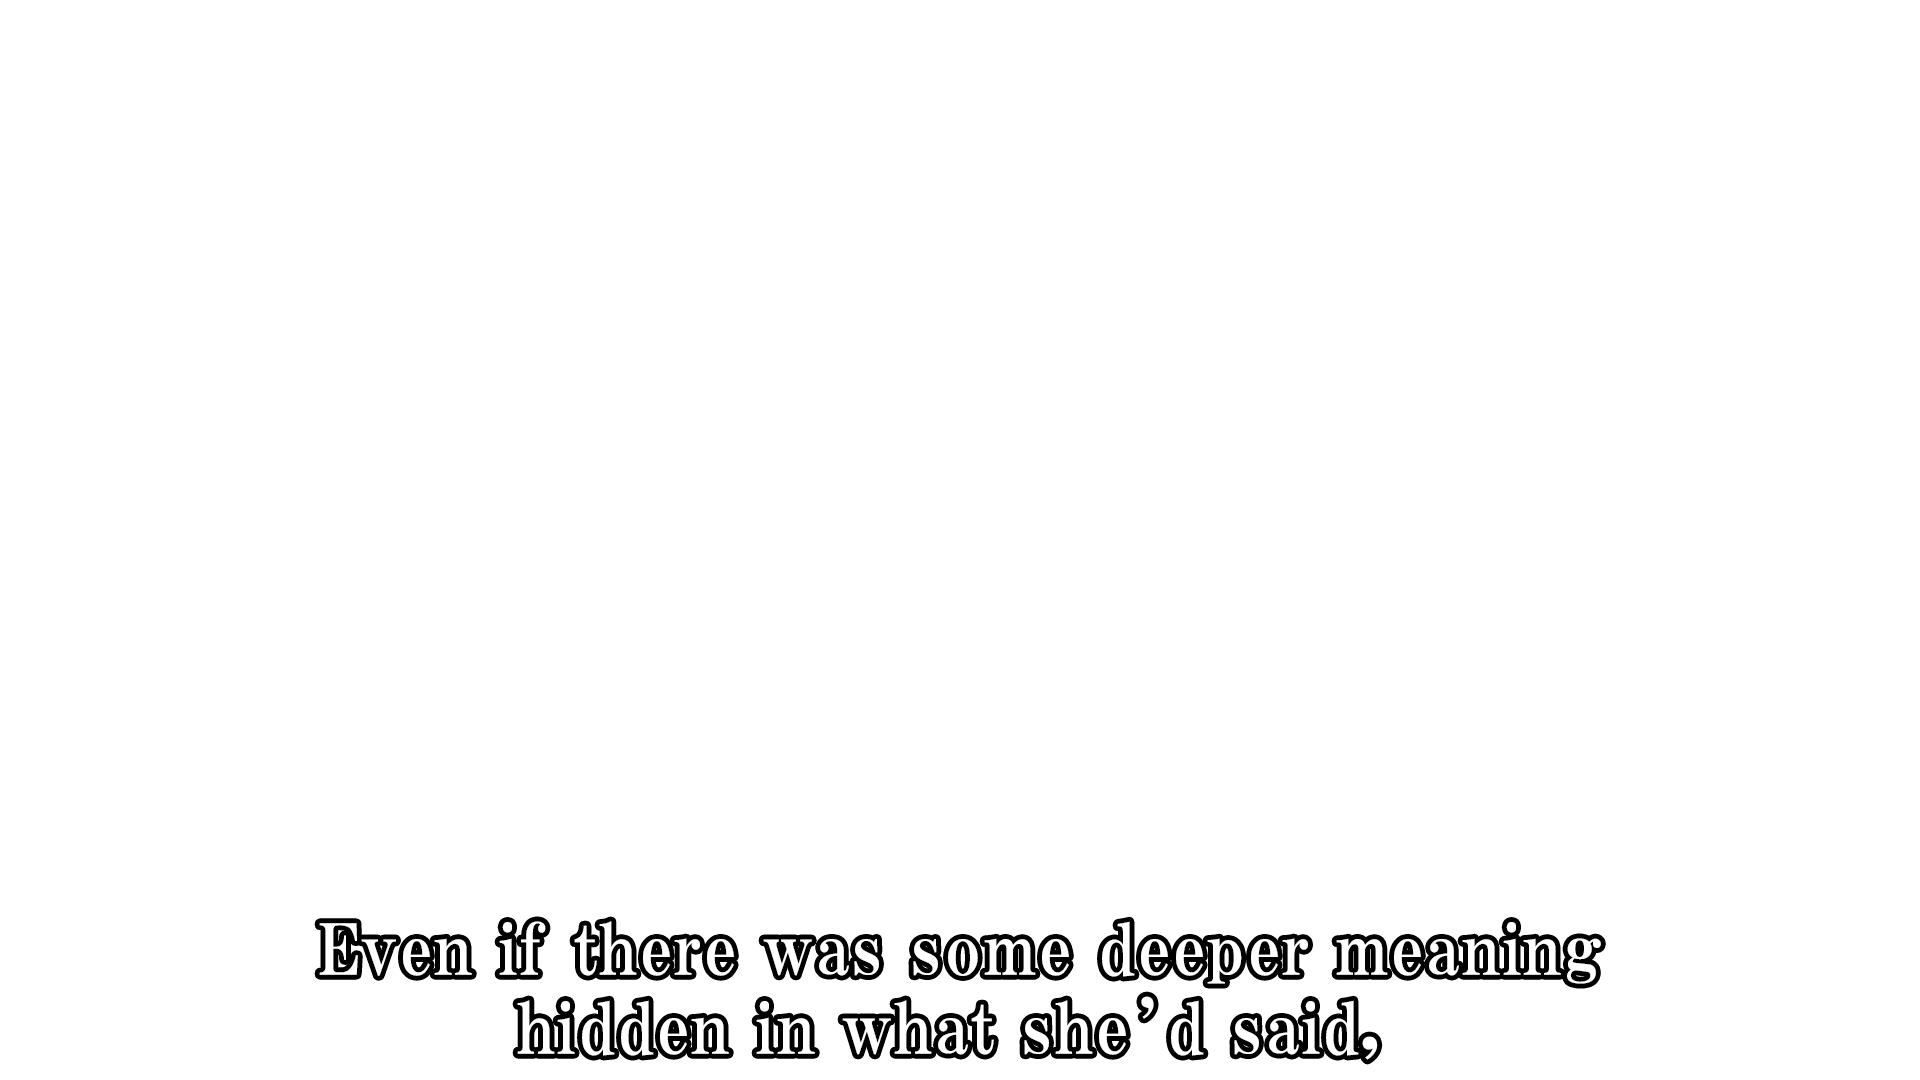 Even if there was some deeper meaning
hidden in what she’d said,